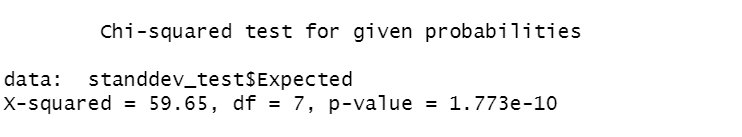 Chi-squared test for given probabilities
data:  standdev_test$Expected
X-squared = 59.65, df = 7, p-value = 1.773e-10